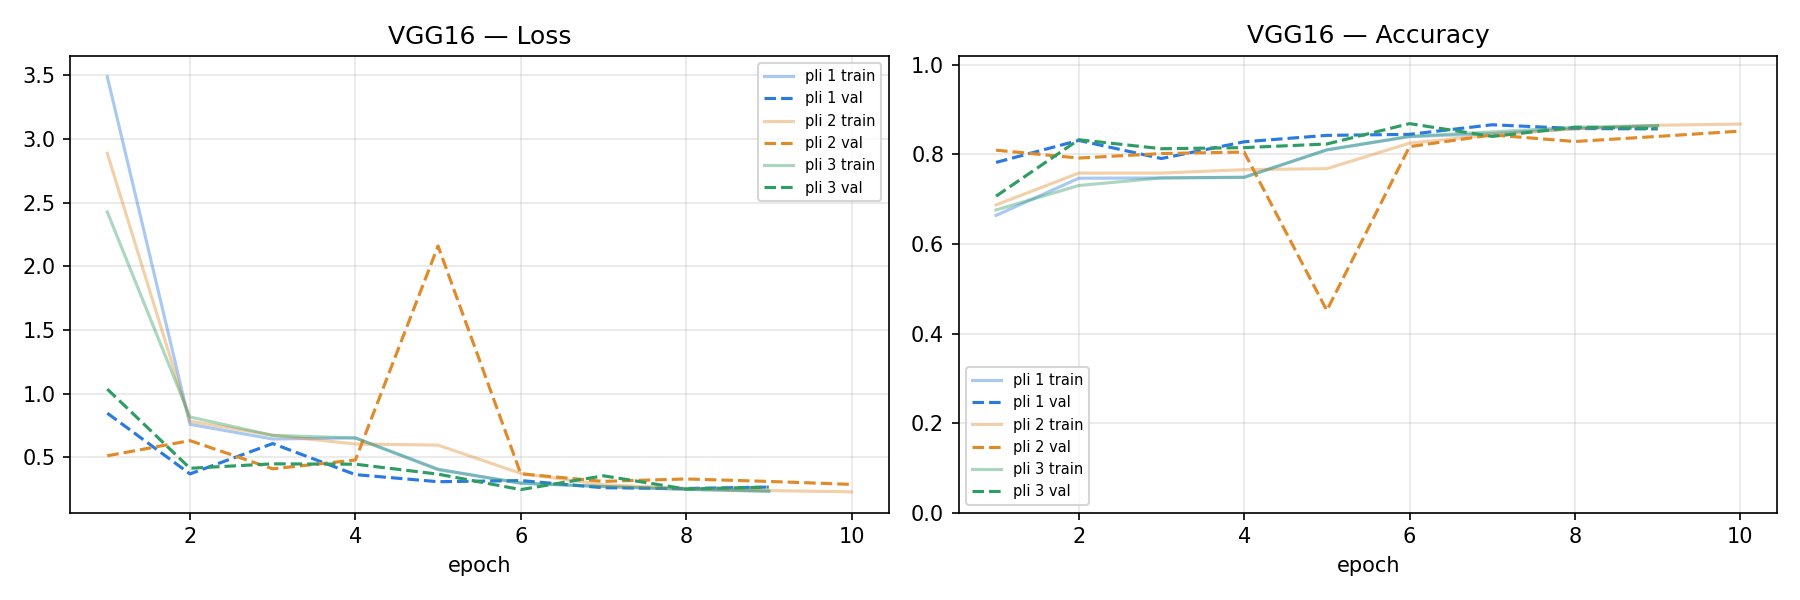 VGG16 — Loss
3.5
3.0
2.5
2.0
1.5
1.0
0.5
2
4
6
8
10
epoch
pli 1 train
pli 1 val
pli 2 train
pli 2 val
pli 3 train
pli 3 val
VGG16 — Accuracy
1.0
0.8
0.6
0.4
0.2
0.0
2
4
6
8
10
epoch
pli 1 train
pli 1 val
pli 2 train
pli 2 val
pli 3 train
pli 3 val